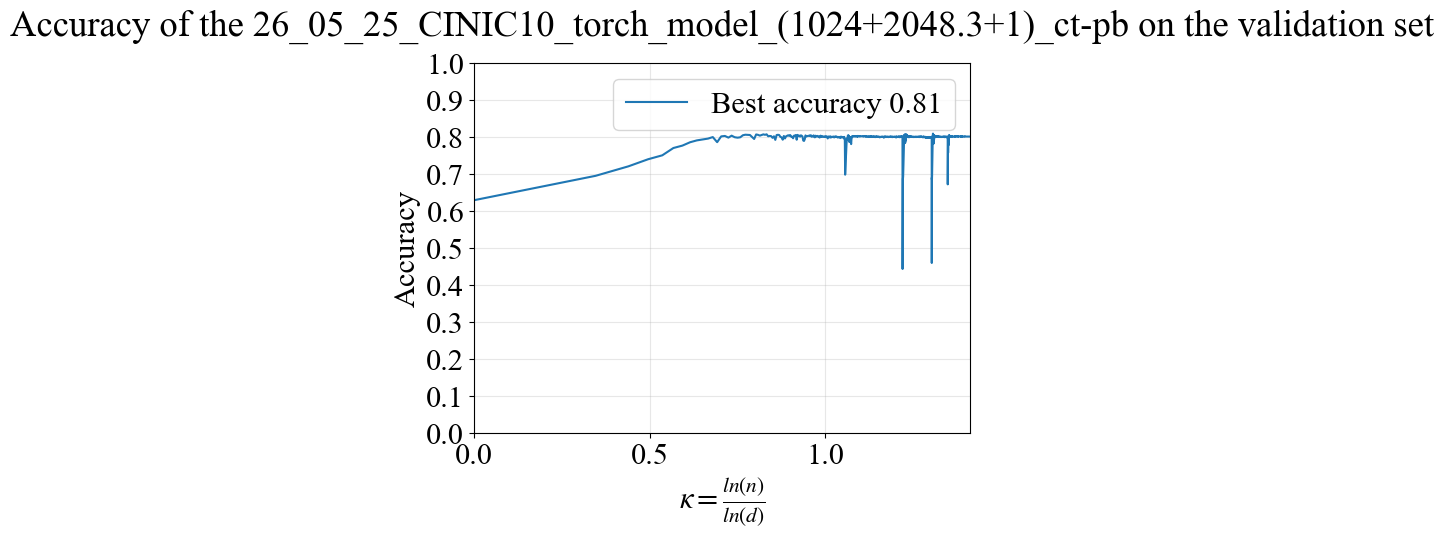 Accuracy of the 26_05_25_CINIC10_torch_model_(1024+2048.3+1)_ct-pb on the validation set
Best accuracy 0.81
Accuracy
1.0
0.9
0.8
0.7
0.6
0.5
0.4
0.3
0.2
0.1
0.0
0.0 0.5 1.0
κ = ln(n) / ln(d)